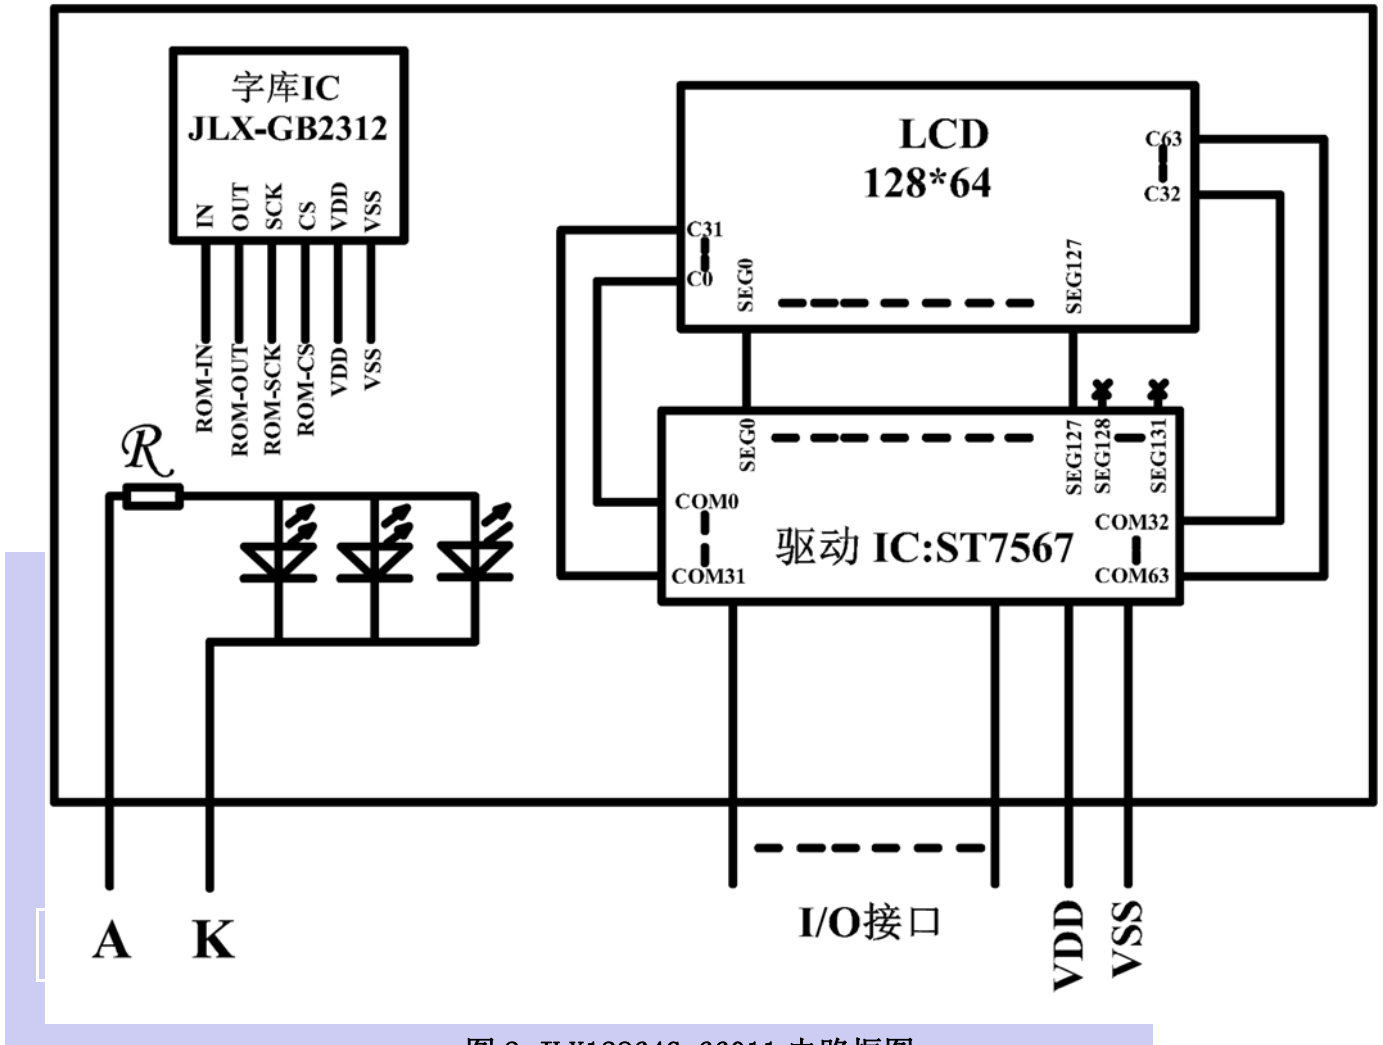 字库IC
JLX-GB2312
IN
OUT
SCK
CS
VDD
VSS
ROM-IN
ROM-OUT
ROM-SCK
ROM-CS
VDD
VSS
R
A
K
LCD
128*64
C63
C32
C31
C0
SEG0
SEG127
SEG0
SEG127
SEG128
SEG131
COM0
COM31
COM32
COM63
驱动 IC:ST7567
I/O接口
VDD
VSS